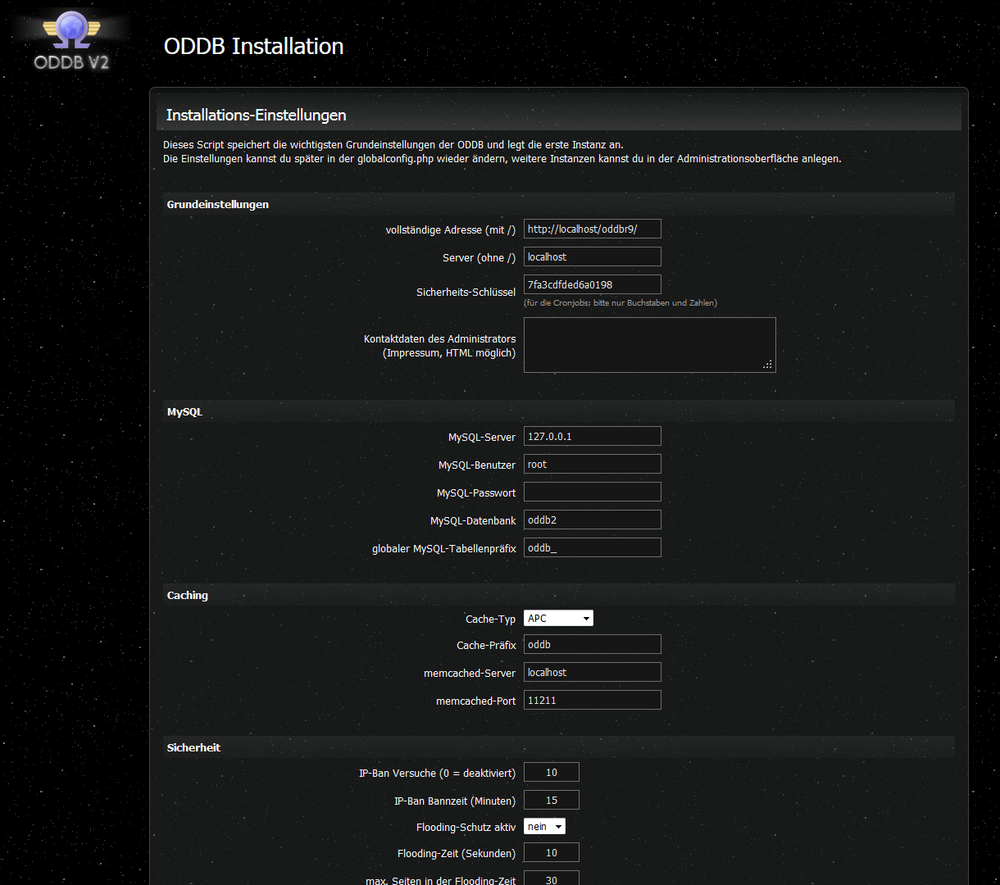 ODDB V2
ODDB Installation
Installations-Einstellungen
Dieses Script speichert die wichtigsten Grundeinstellungen der ODDB und legt die erste Instanz an.
Die Einstellungen kannst du später in der globalconfig.php wieder ändern, weitere Instanzen kannst du in der Administrationsoberfläche anlegen.
Grundeinstellungen
vollständige Adresse (mit /) http://localhost/oddbr9/
Server (ohne /) localhost
Sicherheits-Schlüssel 7fa3cdfded6a0198
(für die Cronjobs; bitte nur Buchstaben und Zahlen)
Kontaktdaten des Administrators
(Impressum, HTML möglich)
MySQL
MySQL-Server 127.0.0.1
MySQL-Benutzer root
MySQL-Passwort
MySQL-Datenbank oddb2
globaler MySQL-Tabellenpräfix oddb_
Caching
Cache-Typ APC
Cache-Präfix oddb
memcached-Server localhost
memcached-Port 11211
Sicherheit
IP-Ban Versuche (0 = deaktiviert) 10
IP-Ban Bannzeit (Minuten) 15
Flooding-Schutz aktiv nein
Flooding-Zeit (Sekunden) 10
max. Seiten in der Flooding-Zeit 30